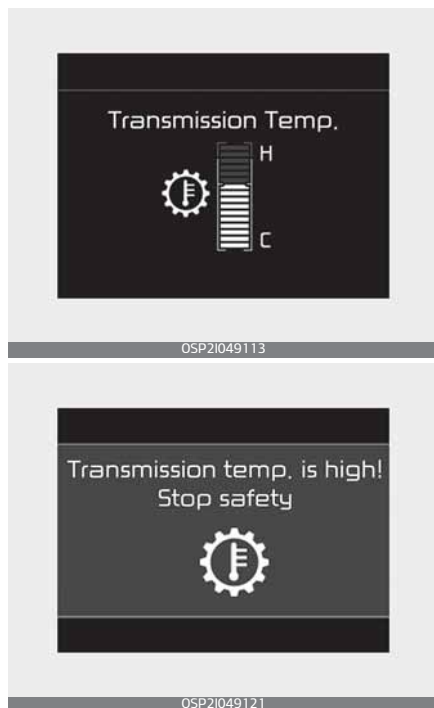 Transmission Temp.
H
C
OSP2I049113
Transmission temp. is high!
Stop safety
OSP2I049121